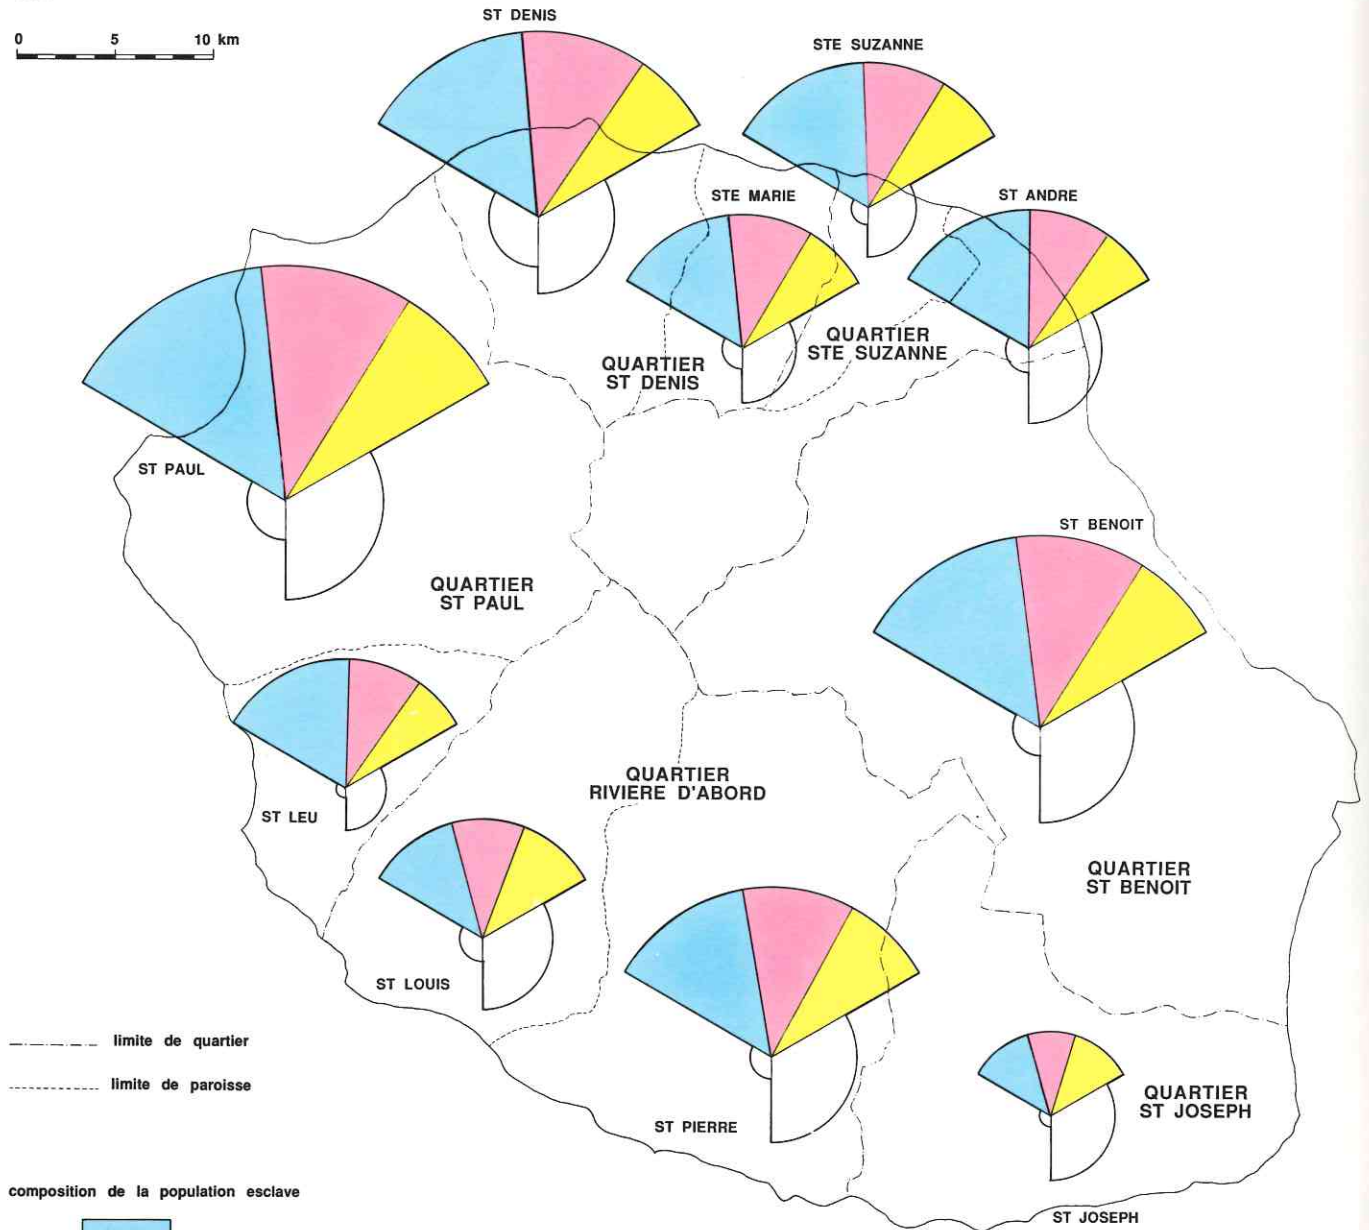 ST DENIS
0 5 10 km
STE SUZANNE
STE MARIE
ST ANDRE
QUARTIER
STE SUZANNE
QUARTIER
ST DENIS
ST PAUL
ST BENOIT
QUARTIER
ST PAUL
QUARTIER
RIVIERE D'ABORD
ST LEU
QUARTIER
ST BENOIT
ST LOUIS
limite de quartier
limite de paroisse
QUARTIER
ST JOSEPH
ST PIERRE
composition de la population esclave
ST JOSEPH